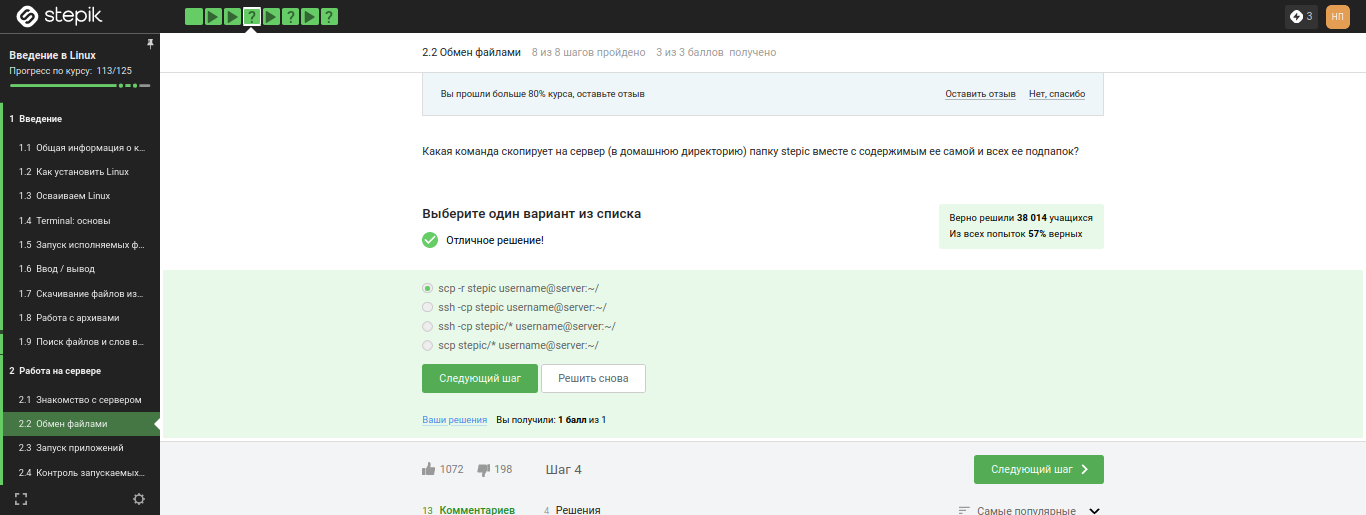 stepik
3
НП
Введение в Linux
Прогресс по курсу: 113/125
1 Введение
1.1 Общая информация о к...
1.2 Как установить Linux
1.3 Осваиваем Linux
1.4 Terminal: основы
1.5 Запуск исполняемых ф...
1.6 Ввод / вывод
1.7 Скачивание файлов из...
1.8 Работа с архивами
1.9 Поиск файлов и слов в...
2 Работа на сервере
2.1 Знакомство с сервером
2.2 Обмен файлами
2.3 Запуск приложений
2.4 Контроль запускаемых...
2.2 Обмен файлами 8 из 8 шагов пройдено 3 из 3 баллов получено
Вы прошли больше 80% курса, оставьте отзыв Оставить отзыв Нет, спасибо
Какая команда скопирует на сервер (в домашнюю директорию) папку stepic вместе с содержимым ее самой и всех ее подпапок?
Выберите один вариант из списка
Отличное решение!
Верно решили 38 014 учащихся
Из всех попыток 57% верных
scp -r stepic username@server:~/
ssh -cp stepic username@server:~/
ssh -cp stepic/* username@server:~/
scp stepic/* username@server:~/
Следующий шаг Решить снова
Ваши решения Вы получили: 1 балл из 1
1072 198 Шаг 4 Следующий шаг
13 Комментариев 4 Решения Самые популярные